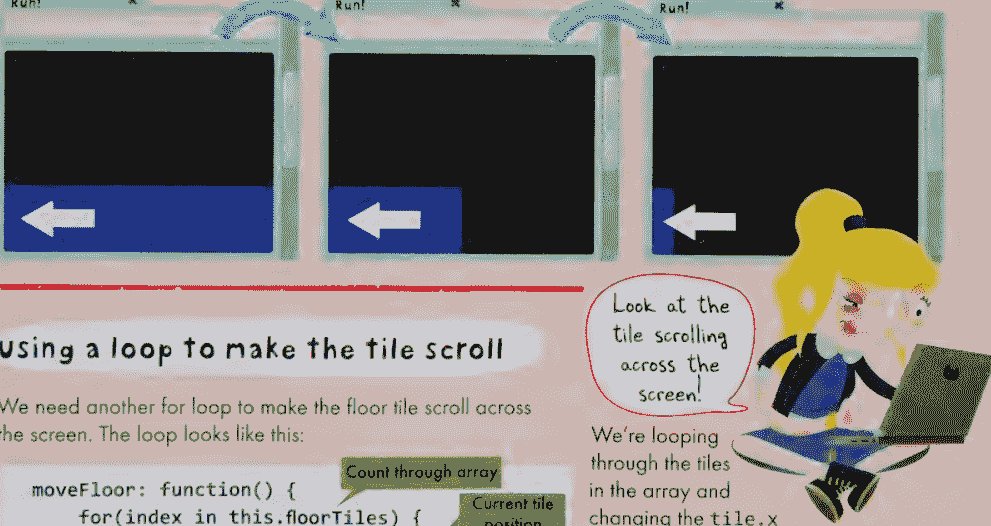 Run!
Run!
Run!
using a loop to make the tile scroll
We need another for loop to make the floor tile scroll across
the screen. The loop looks like this:
Count through array
moveFloor: function() {
Current tile
position
for(index in this.floorTiles) {
Look at the
tile scrolling
across the
screen!
We're looping
through the tiles
in the array and
changing the tile.x